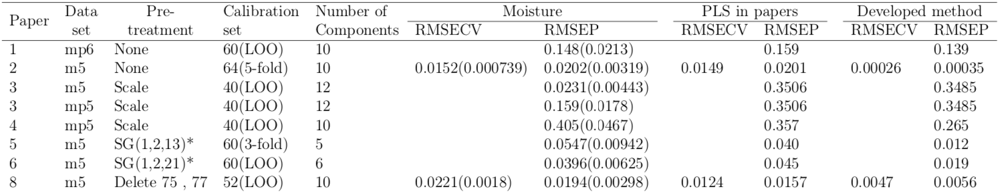 Paper Data set Pre-treatment Calibration set Number of Components Moisture PLS in papers Developed method
RMSECV RMSEP RMSECV RMSEP RMSECV RMSEP
1 mp6 None 60(LOO) 10 0.148(0.0213) 0.159 0.139
2 m5 None 64(5-fold) 10 0.0152(0.000739) 0.0202(0.00319) 0.0149 0.0201 0.00026 0.00035
3 m5 Scale 40(LOO) 12 0.0231(0.00443) 0.3506 0.3485
3 mp5 Scale 40(LOO) 12 0.159(0.0178) 0.3506 0.3485
4 mp5 Scale 40(LOO) 10 0.405(0.0467) 0.357 0.265
5 m5 SG(1,2,13)* 60(3-fold) 5 0.0547(0.00942) 0.040 0.012
6 m5 SG(1,2,21)* 60(LOO) 6 0.0396(0.00625) 0.045 0.019
8 m5 Delete 75 , 77 52(LOO) 10 0.0221(0.0018) 0.0194(0.00298) 0.0124 0.0157 0.0047 0.0056